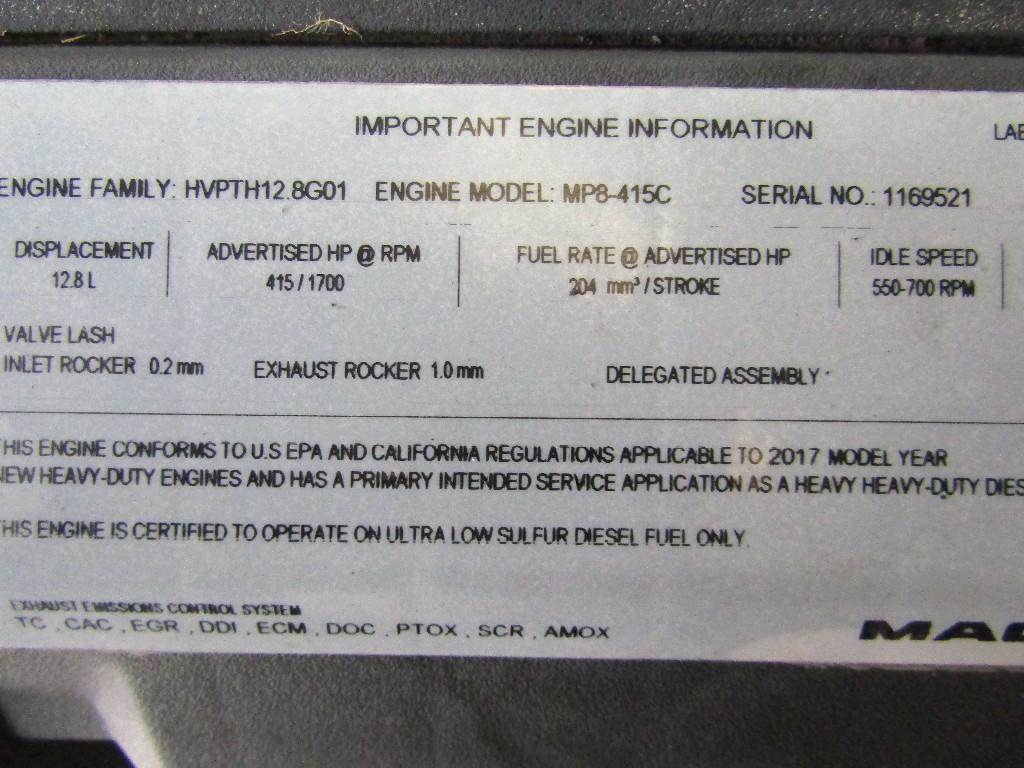 IMPORTANT ENGINE INFORMATION LAB
ENGINE FAMILY: HVPTH12.8G01 ENGINE MODEL: MP8-415C SERIAL NO.: 1169521
DISPLACEMENT ADVERTISED HP @ RPM FUEL RATE @ ADVERTISED HP IDLE SPEED
12.8 L 415 / 1700 204 mm³ / STROKE 550-700 RPM
VALVE LASH
INLET ROCKER 0.2 mm EXHAUST ROCKER 1.0 mm DELEGATED ASSEMBLY
HIS ENGINE CONFORMS TO U.S EPA AND CALIFORNIA REGULATIONS APPLICABLE TO 2017 MODEL YEAR
EW HEAVY-DUTY ENGINES AND HAS A PRIMARY INTENDED SERVICE APPLICATION AS A HEAVY HEAVY-DUTY DIES
HIS ENGINE IS CERTIFIED TO OPERATE ON ULTRA LOW SULFUR DIESEL FUEL ONLY.
EXHAUST EMISSIONS CONTROL SYSTEM
TC , CAC , EGR , DDI , ECM , DOC , PTOX , SCR , AMOX
MAC